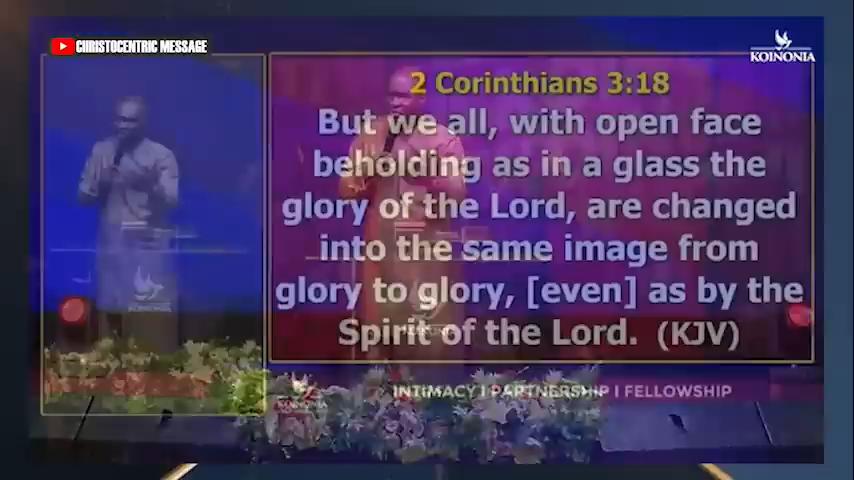 CHRISTOCENTRIC MESSAGE
KOINONIA
2 Corinthians 3:18
But we all, with open face
beholding as in a glass the
glory of the Lord, are changed
into the same image from
glory to glory, [even] as by the
Spirit of the Lord. (KJV)
KOINONIA
KOINONIA
INTIMACY I PARTNERSHIP I FELLOWSHIP